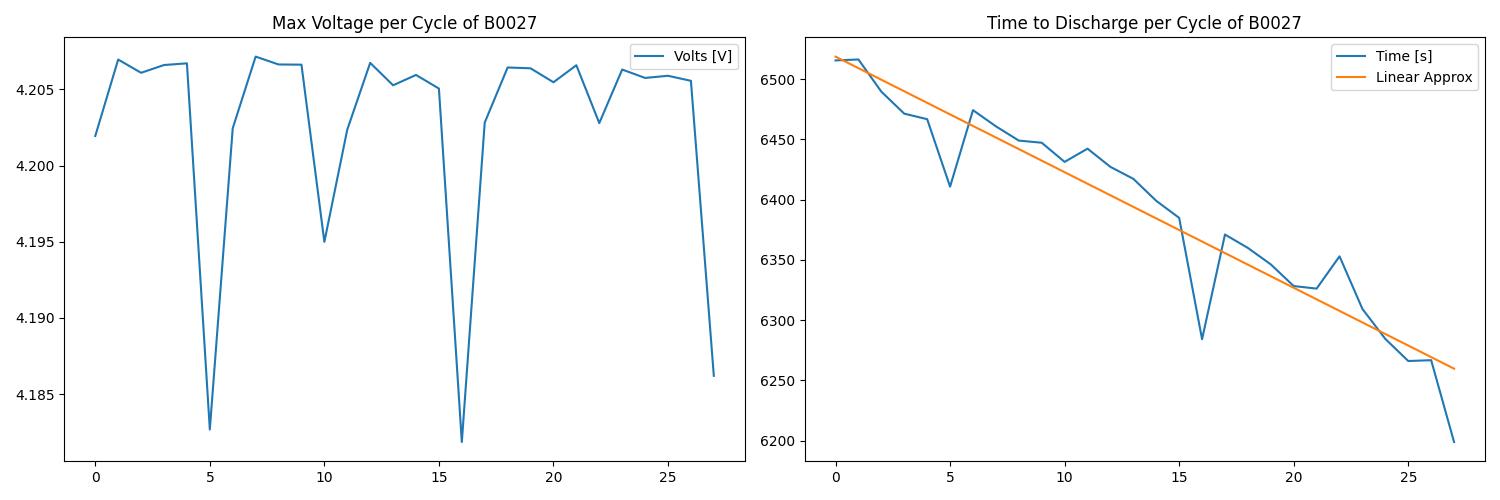 Max Voltage per Cycle of B0027
Volts [V]
4.205
4.200
4.195
4.190
4.185
0 5 10 15 20 25
Time to Discharge per Cycle of B0027
Time [s]
Linear Approx
6500
6450
6400
6350
6300
6250
6200
0 5 10 15 20 25